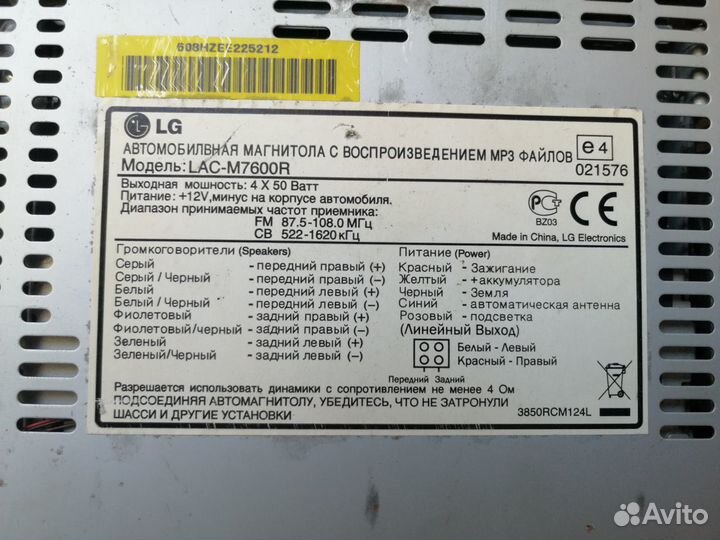 608HZEE225212
LG
АВТОМОБИЛВНАЯ МАГНИТОЛА С ВОСПРОИЗВЕДЕНИЕМ MP3 ФАЙЛОВ
e4
Модель: LAC-M7600R
021576
Выходная мошность: 4 X 50 Ватт
Питание: +12V,минус на корпусе автомобиля.
Диапазон принимаемых частот приемника:
FM 87.5-108.0 МГц
СВ 522-1620 кГц
РС
BZ03
CE
Made in China, LG Electronics
Громкоговорители (Speakers)
Серый - передний правый (+)
Серый / Черный - передний правый (–)
Белый - передний левый (+)
Белый / Черный - передний левый (–)
Фиолетовый - задний правый (+)
Фиолетовый/черный - задний правый (–)
Зеленый - задний левый (+)
Зеленый/Черный - задний левый (–)
Питание (Power)
Красный - Зажигание
Желтый - +аккумулятора
Черный - Земля
Синий - автоматическая антенна
Розовый - подсветка
(Линейный Выход)
Белый - Левый
Красный - Правый
Передний Задний
Разрешается использовать динамики с сопротивлением не менее 4 Ом
ПОДСОЕДИНЯЯ АВТОМАГНИТОЛУ, УБЕДИТЕСЬ, ЧТО НЕ ЗАТРОНУЛИ
ШАССИ И ДРУГИЕ УСТАНОВКИ
3850RCM124L
Avito